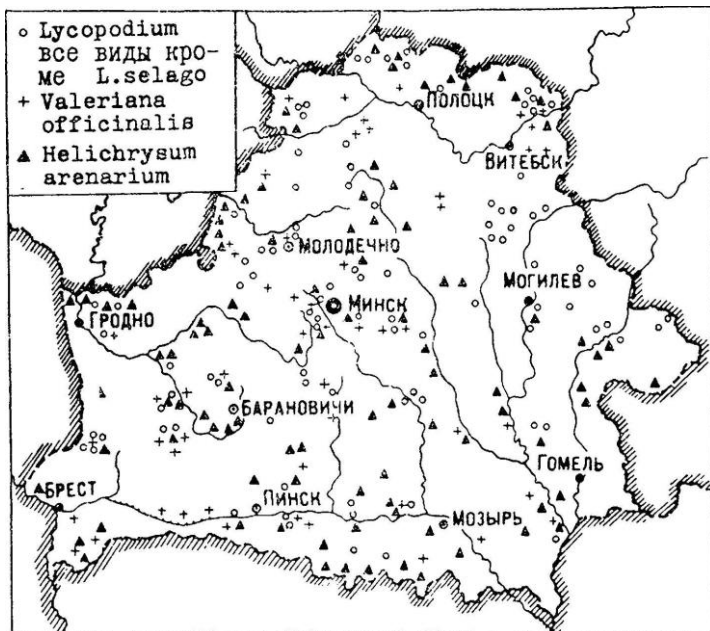 Lycopodium
все виды кро-
ме L.selago
Valeriana
officinalis
Helichrysum
arenarium
ПОЛОЦК
ВИТЕБСК
МОЛОДЕЧНО
МИНСК
МОГИЛЕВ
ГРОДНО
БАРАНОВИЧИ
ГОМЕЛЬ
БРЕСТ
ПИНСК
МОЗЫРЬ